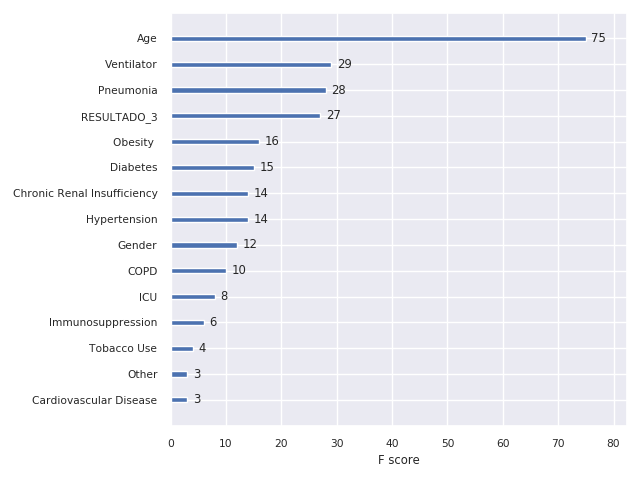 Age 75
Ventilator 29
Pneumonia 28
RESULTADO_3 27
Obesity 16
Diabetes 15
Chronic Renal Insufficiency 14
Hypertension 14
Gender 12
COPD 10
ICU 8
Immunosuppression 6
Tobacco Use 4
Other 3
Cardiovascular Disease 3
0 10 20 30 40 50 60 70 80
F score